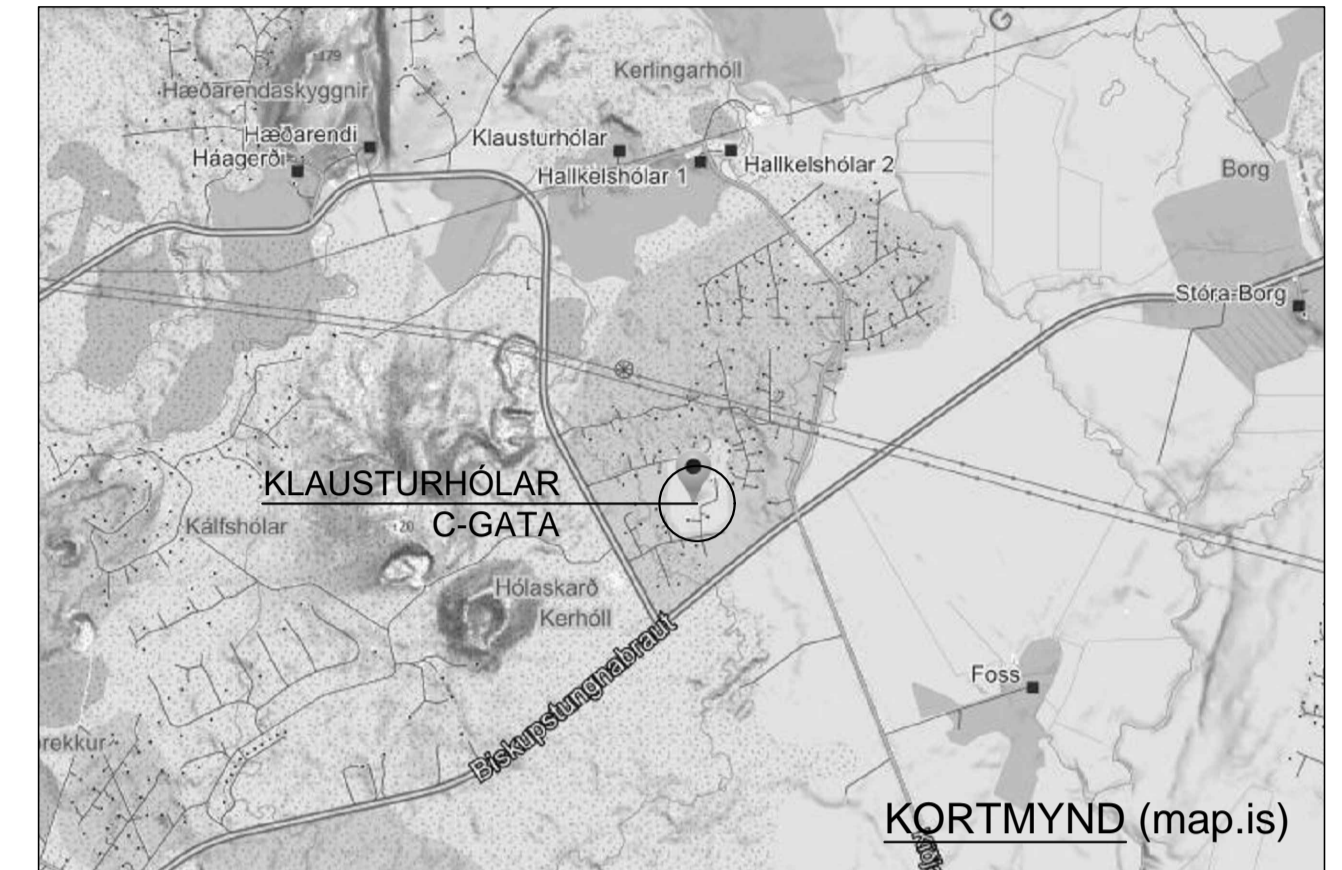 G
179
Kerlingarhóll
Hæðarendaskyggnir
Hæðarendi
Klausturhólar
Háagerði
Hallkelshólar 1
Hallkelshólar 2
Borg
Stóra-Borg
KLAUSTURHÓLAR
C-GATA
Kálfshólar
Hólaskarð
Kerhóll
Biskupstungnabraut
Foss
rekkur
KORTMYND (map.is)